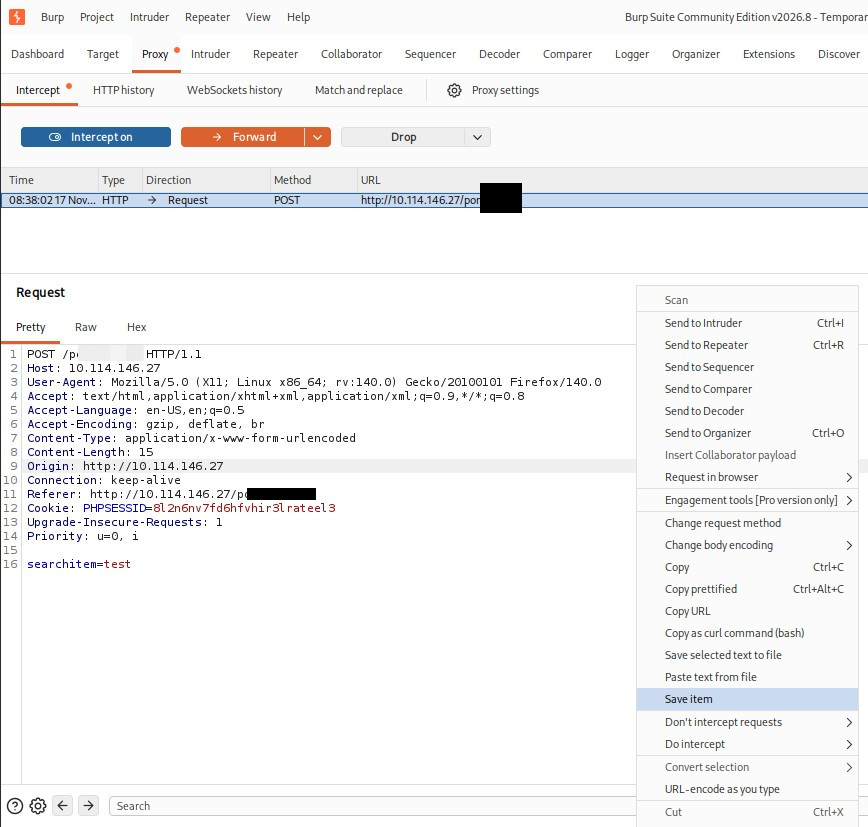 Burp Project Intruder Repeater View Help Burp Suite Community Edition v2026.8 - Temporar
Dashboard Target Proxy Intruder Repeater Collaborator Sequencer Decoder Comparer Logger Organizer Extensions Discover
Intercept HTTP history WebSockets history Match and replace Proxy settings
Intercept on Forward Drop
Time Type Direction Method URL
08:38:02 17 Nov... HTTP Request POST http://10.114.146.27/por
Request
Pretty Raw Hex
1 POST /po HTTP/1.1
2 Host: 10.114.146.27
3 User-Agent: Mozilla/5.0 (X11; Linux x86_64; rv:140.0) Gecko/20100101 Firefox/140.0
4 Accept: text/html,application/xhtml+xml,application/xml;q=0.9,*/*;q=0.8
5 Accept-Language: en-US,en;q=0.5
6 Accept-Encoding: gzip, deflate, br
7 Content-Type: application/x-www-form-urlencoded
8 Content-Length: 15
9 Origin: http://10.114.146.27
10 Connection: keep-alive
11 Referer: http://10.114.146.27/po
12 Cookie: PHPSESSID=8l2n6nv7fd6hfvhir3lrateel3
13 Upgrade-Insecure-Requests: 1
14 Priority: u=0, i
15
16 searchitem=test
Scan
Send to Intruder Ctrl+I
Send to Repeater Ctrl+R
Send to Sequencer
Send to Comparer
Send to Decoder
Send to Organizer Ctrl+O
Insert Collaborator payload
Request in browser
Engagement tools [Pro version only]
Change request method
Change body encoding
Copy Ctrl+C
Copy prettified Ctrl+Alt+C
Copy URL
Copy as curl command (bash)
Save selected text to file
Paste text from file
Save item
Don't intercept requests
Do intercept
Convert selection
URL-encode as you type
Cut Ctrl+X
Search